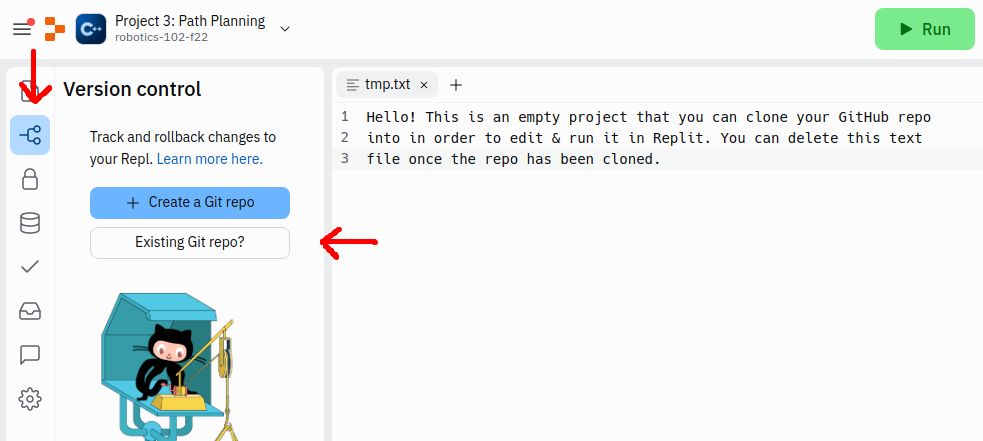 Project 3: Path Planning
robotics-102-f22
C++
Run
Version control
Track and rollback changes to
your Repl. Learn more here.
+ Create a Git repo
Existing Git repo?
tmp.txt × +
1 Hello! This is an empty project that you can clone your GitHub repo
2 into in order to edit & run it in Replit. You can delete this text
3 file once the repo has been cloned.